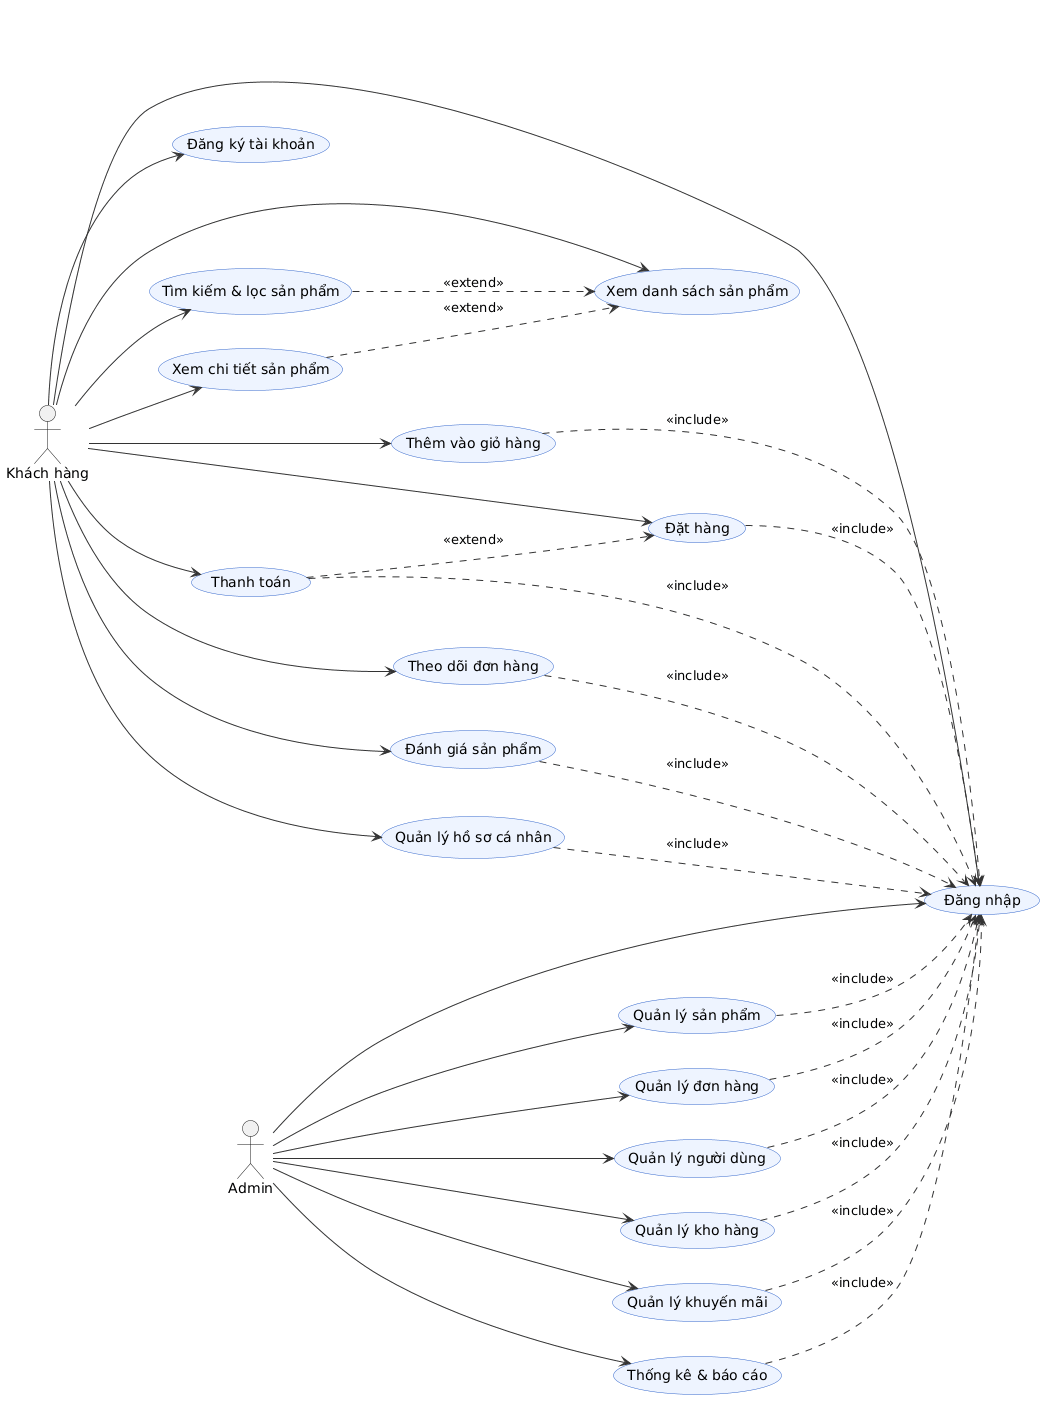 Đăng ký tài khoản
Tìm kiếm & lọc sản phẩm
«extend»
Xem danh sách sản phẩm
«extend»
Xem chi tiết sản phẩm
Khách hàng
Thêm vào giỏ hàng
«include»
Đặt hàng
«include»
«extend»
Thanh toán
«include»
Theo dõi đơn hàng
«include»
Đánh giá sản phẩm
«include»
Quản lý hồ sơ cá nhân
«include»
Đăng nhập
Quản lý sản phẩm
«include»
Quản lý đơn hàng
«include»
Admin
Quản lý người dùng
«include»
Quản lý kho hàng
«include»
Quản lý khuyến mãi
«include»
Thống kê & báo cáo
«include»